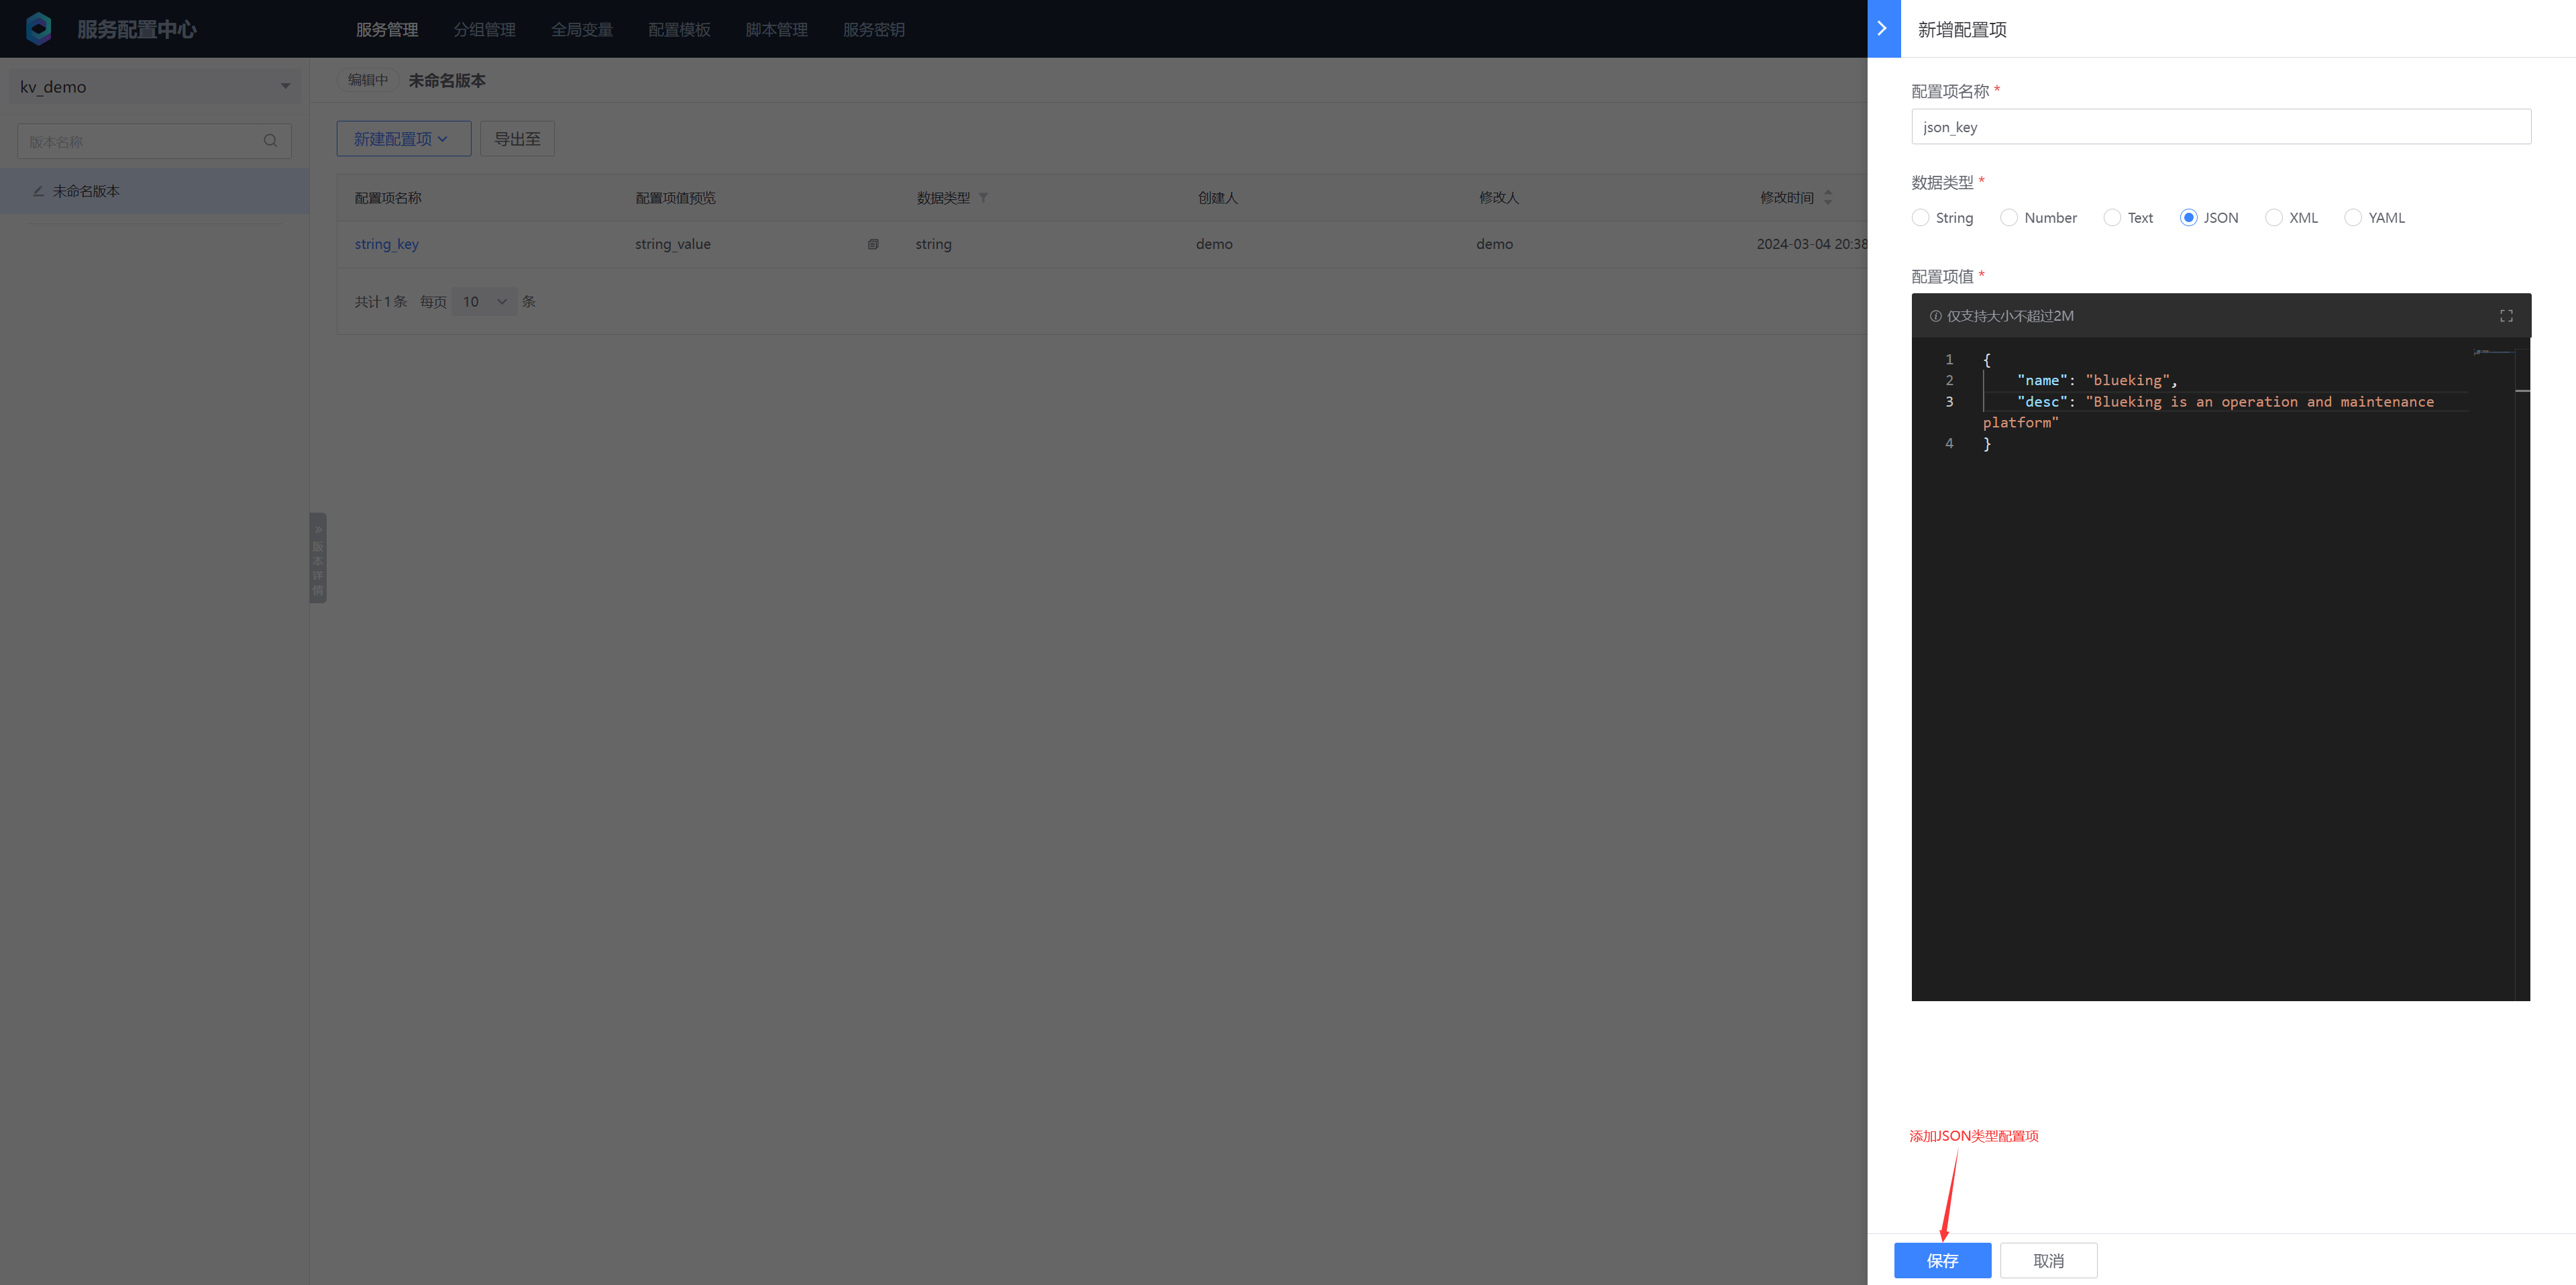 服务配置中心
服务管理 分组管理 全局变量 配置模板 脚本管理 服务密钥
kv_demo
版本名称
未命名版本
编辑中 未命名版本
新建配置项 导出至
配置项名称 配置项值预览 数据类型 创建人 修改人 修改时间
string_key string_value string demo demo 2024-03-04 20:38
共计 1 条 每页 10 条
版本详情
新增配置项
配置项名称 *
json_key
数据类型 *
String Number Text JSON XML YAML
配置项值 *
仅支持大小不超过2M
1 {
2 "name": "blueking",
3 "desc": "Blueking is an operation and maintenance
platform"
4 }
添加JSON类型配置项
保存 取消